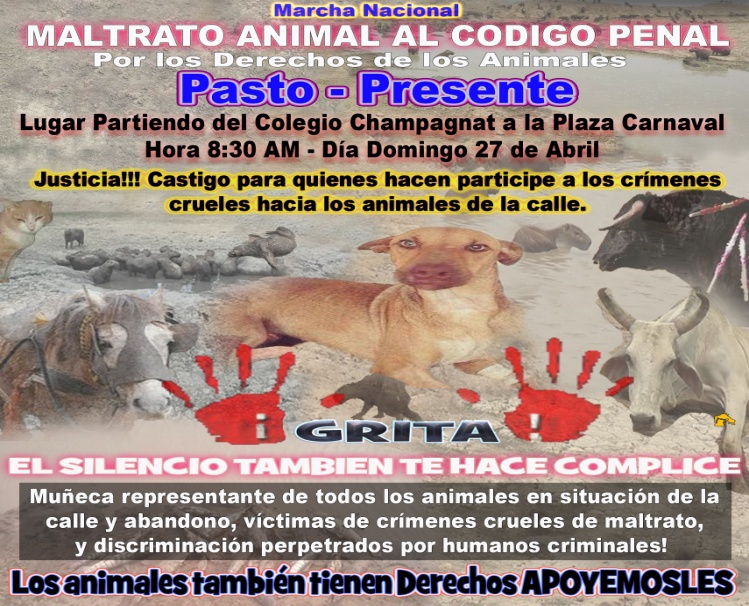 Marcha Nacional
MALTRATO ANIMAL AL CODIGO PENAL
Por los Derechos de los Animales
Pasto - Presente
Lugar Partiendo del Colegio Champagnat a la Plaza Carnaval
Hora 8:30 AM - Día Domingo 27 de Abril
Justicia!!! Castigo para quienes hacen participe a los crímenes
crueles hacia los animales de la calle.
¡ GRITA !
EL SILENCIO TAMBIEN TE HACE COMPLICE
Muñeca representante de todos los animales en situación de la
calle y abandono, víctimas de crímenes crueles de maltrato,
y discriminación perpetrados por humanos criminales!
Los animales también tienen Derechos APOYEMOSLES